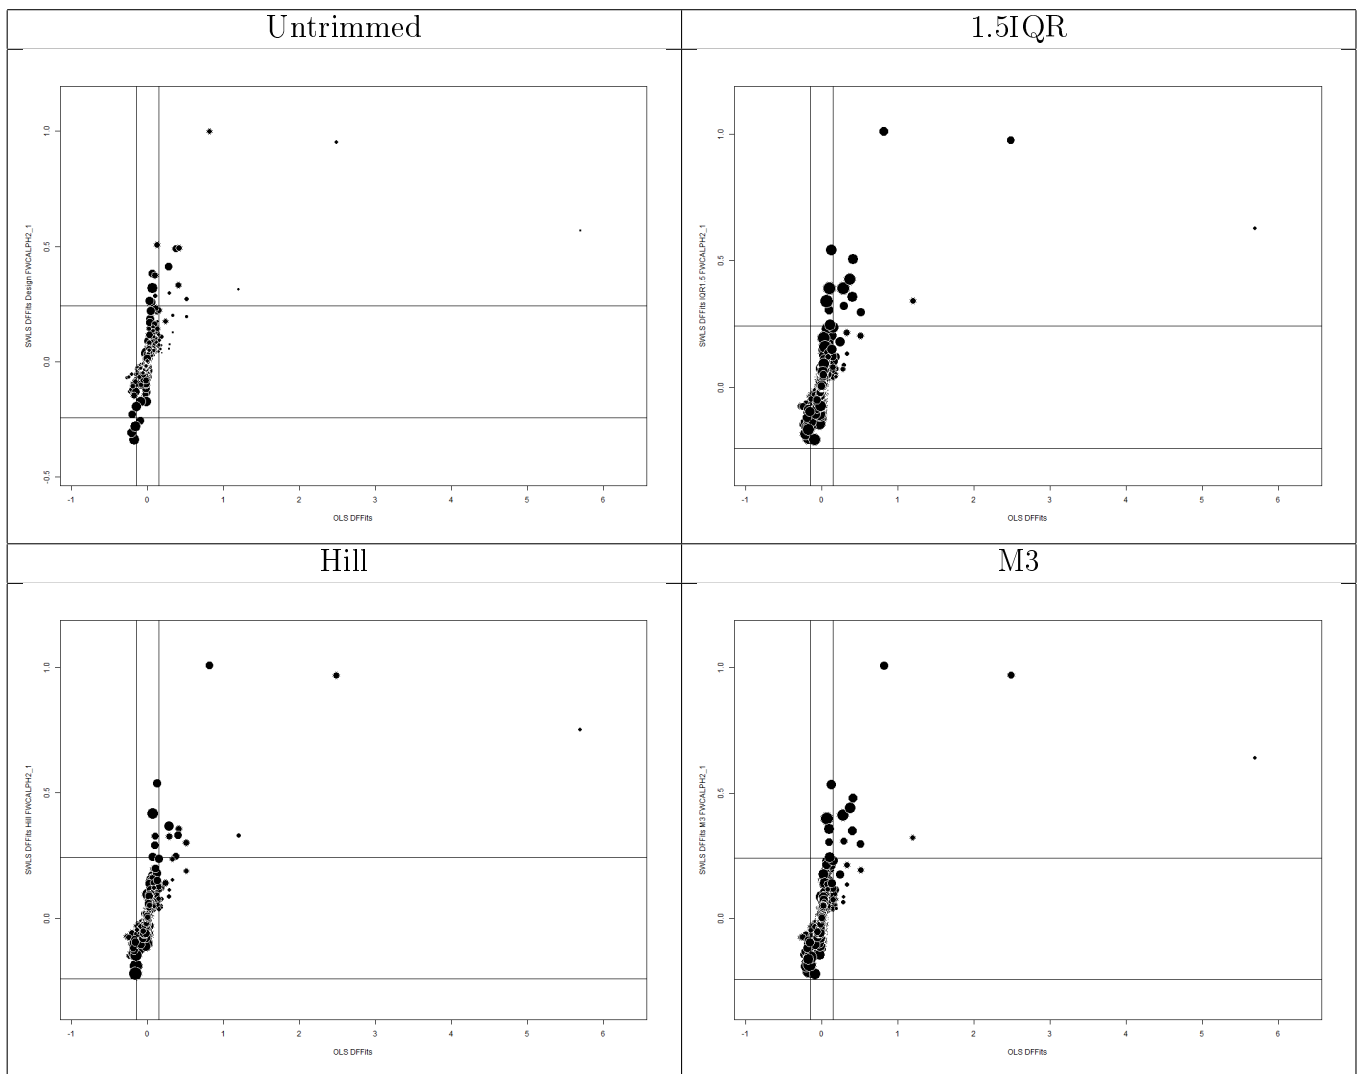 Untrimmed
1.5IQR
SWLS DFFits Design FWCALPH2_1
1.0
0.5
0.0
-0.5
-1 0 1 2 3 4 5 6
OLS DFFits
SWLS DFFits IQR1.5 FWCALPH2_1
1.0
0.5
0.0
-1 0 1 2 3 4 5 6
OLS DFFits
Hill
M3
SWLS DFFits Hill FWCALPH2_1
1.0
0.5
0.0
-1 0 1 2 3 4 5 6
OLS DFFits
SWLS DFFits M3 FWCALPH2_1
1.0
0.5
0.0
-1 0 1 2 3 4 5 6
OLS DFFits